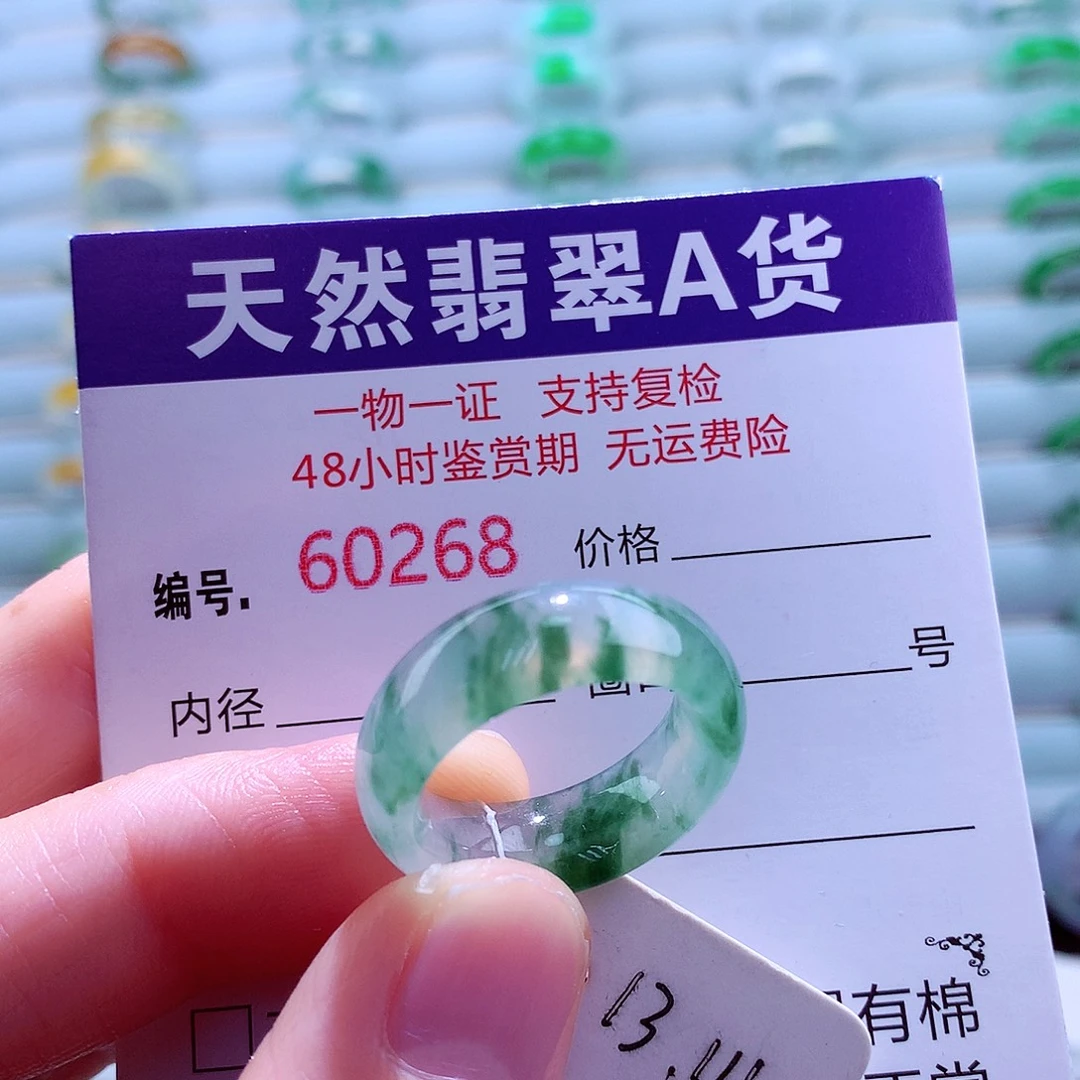 天然翡翠A货
一物一证 支持复检
48小时鉴赏期 无运费险
编号. 60268 价格
内径 号
有棉
13